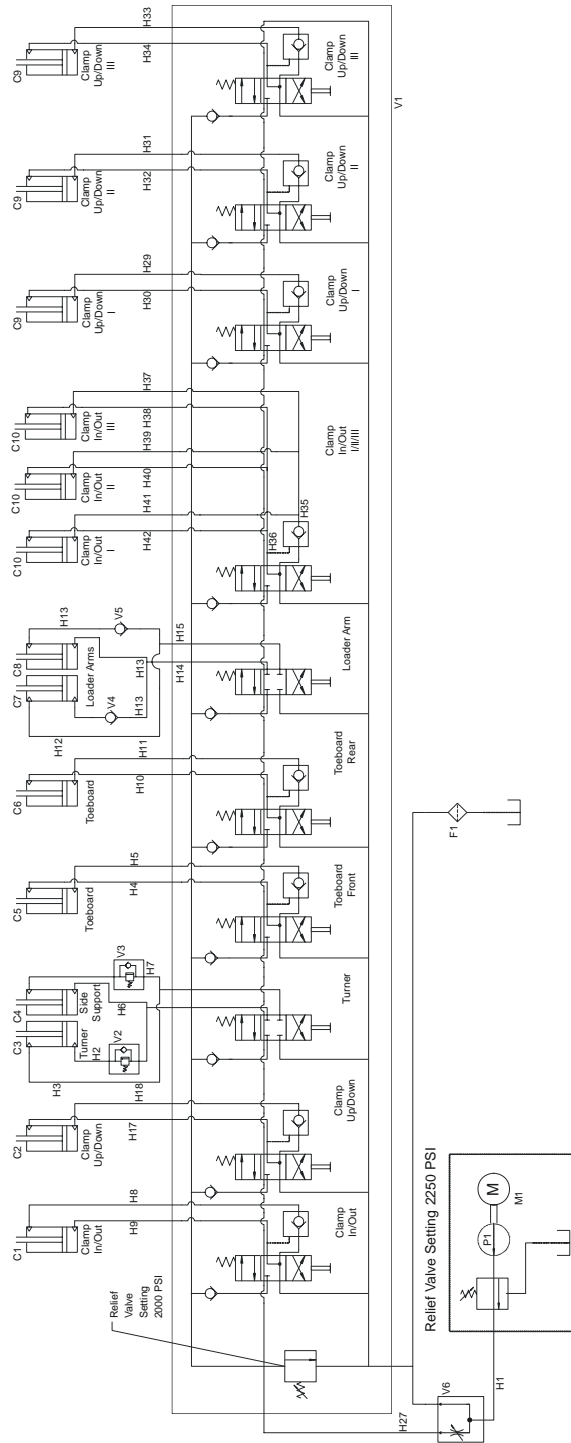 C1
Clamp
In/Out
H8
H9
C2
Clamp
Up/Down
H17
H18
H3
C3
C4
Turner
Side
Support
H2
V2
V3
H6
H7
C5
Toeboard
H4
H5
C6
Toeboard
H10
H11
H12
C7
C8
Loader Arms
V4
H13
H13
H13
V5
H14
H15
C10
Clamp
In/Out
I
C10
Clamp
In/Out
II
C10
Clamp
In/Out
III
H42
H41
H40
H39
H38
H37
C9
Clamp
Up/Down
I
H30
H29
C9
Clamp
Up/Down
II
H32
H31
C9
Clamp
Up/Down
III
H34
H33
Relief
Valve
Setting
2000 PSI
Clamp
In/Out
Clamp
Up/Down
Turner
Toeboard
Front
Toeboard
Rear
Loader Arm
H36
H35
Clamp
In/Out
I/II/III
Clamp
Up/Down
I
Clamp
Up/Down
II
Clamp
Up/Down
III
V1
H27
V6
H1
Relief Valve Setting 2250 PSI
P1
M
M1
F1